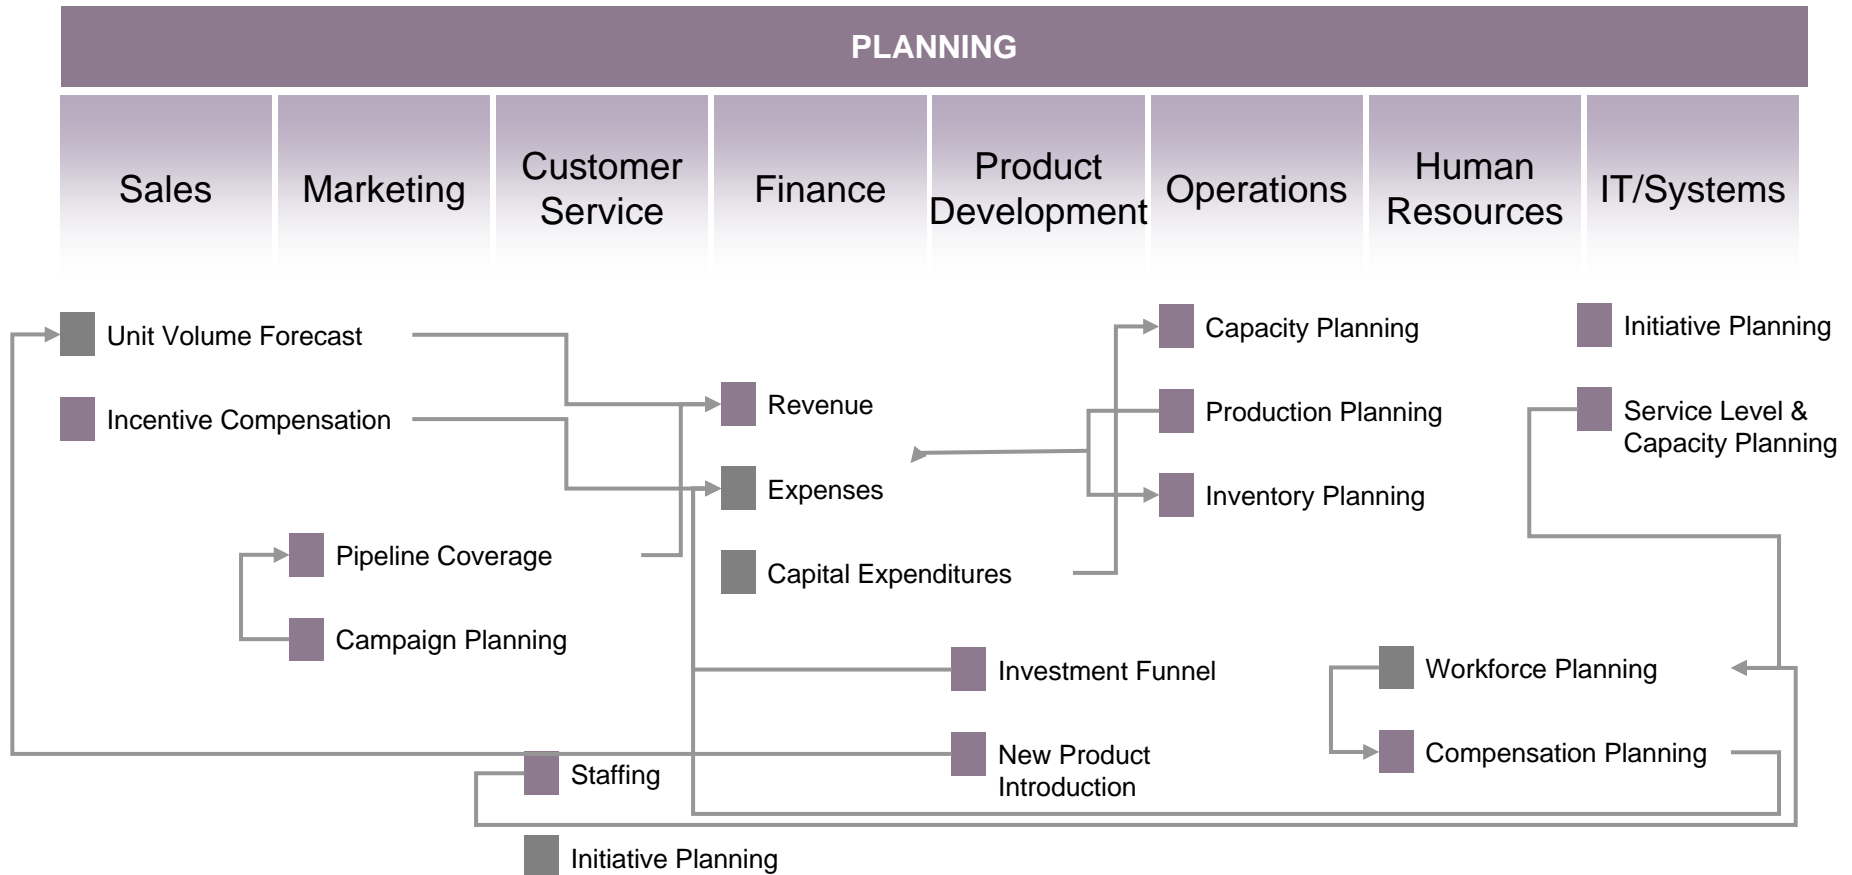 PLANNING
Sales
Marketing
Customer
Service
Finance
Product
Development
Operations
Human
Resources
IT/Systems
Unit Volume Forecast
Incentive Compensation
Pipeline Coverage
Campaign Planning
Staffing
Initiative Planning
Revenue
Expenses
Capital Expenditures
Investment Funnel
New Product
Introduction
Capacity Planning
Production Planning
Inventory Planning
Workforce Planning
Compensation Planning
Initiative Planning
Service Level &
Capacity Planning